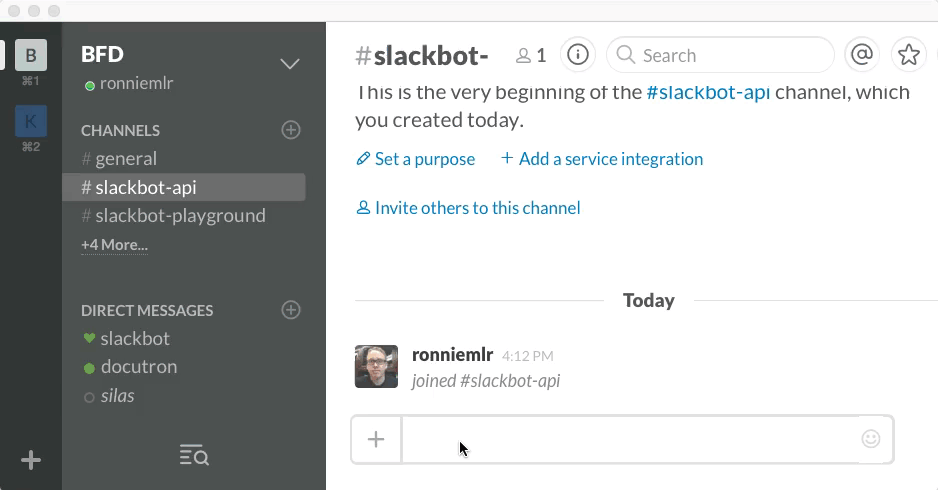 B
⌘1
K
⌘2
BFD
ronniemlr
CHANNELS
# general
# slackbot-api
# slackbot-playground
+4 More...
DIRECT MESSAGES
slackbot
docutron
silas
#slackbot-
1
Search
This is the very beginning of the #slackbot-api channel, which
you created today.
Set a purpose + Add a service integration
Invite others to this channel
Today
ronniemlr 4:12 PM
joined #slackbot-api